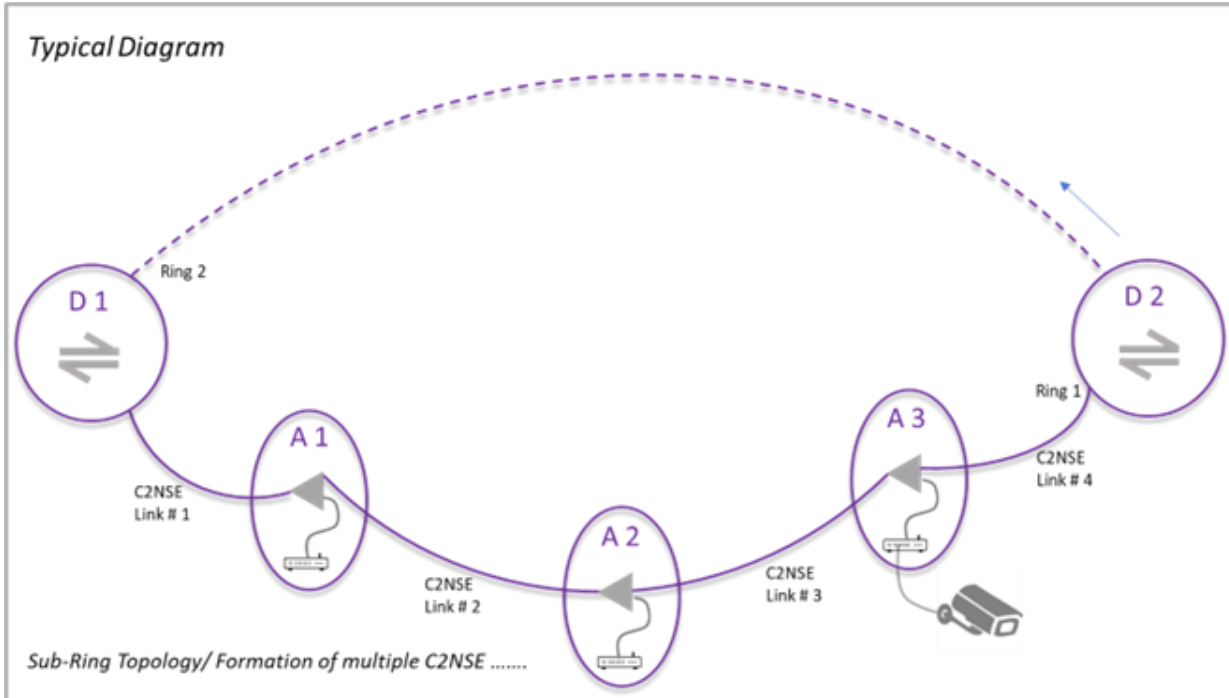 Typical Diagram
Ring 2
D 1
D 2
Ring 1
A 1
A 3
C2NSE
Link # 1
C2NSE
Link # 4
A 2
C2NSE
Link # 2
C2NSE
Link # 3
Sub-Ring Topology/ Formation of multiple C2NSE .......